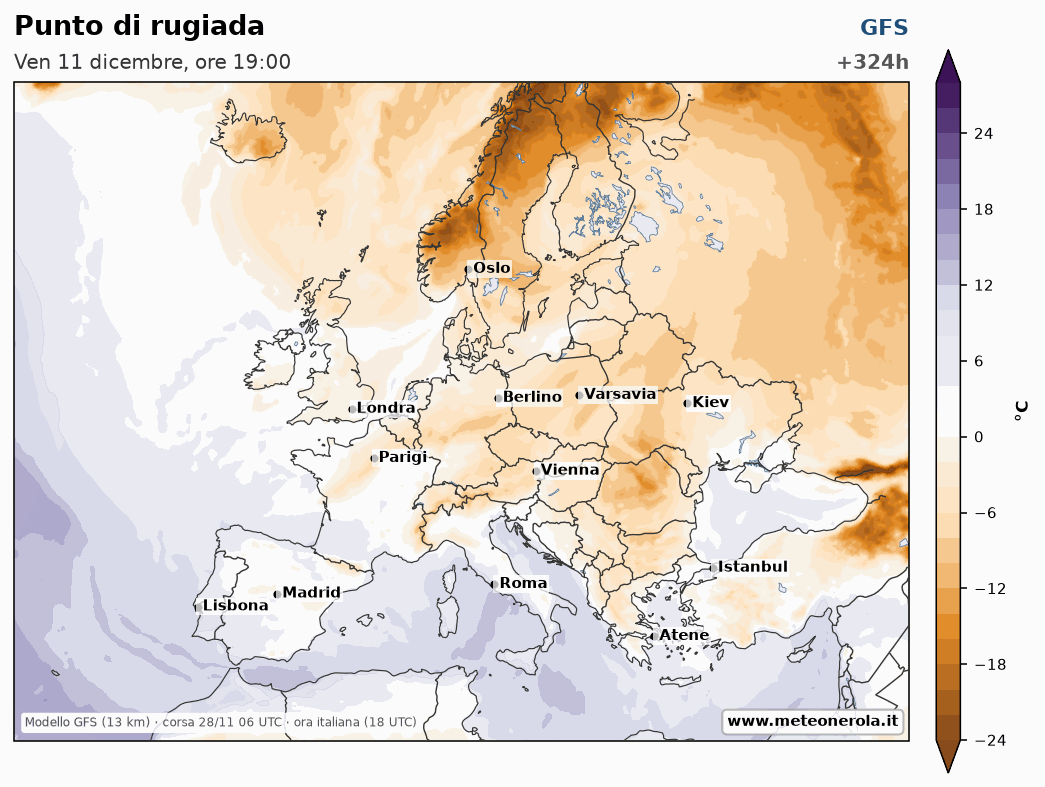 Punto di rugiada
GFS
Ven 11 dicembre, ore 19:00
+324h
24
18
12
6
0
−6
−12
−18
−24
°C
Oslo
Berlino
Varsavia
Kiev
Londra
Parigi
Vienna
Istanbul
Roma
Madrid
Lisbona
Atene
Modello GFS (13 km) · corsa 28/11 06 UTC · ora italiana (18 UTC)
www.meteonerola.it